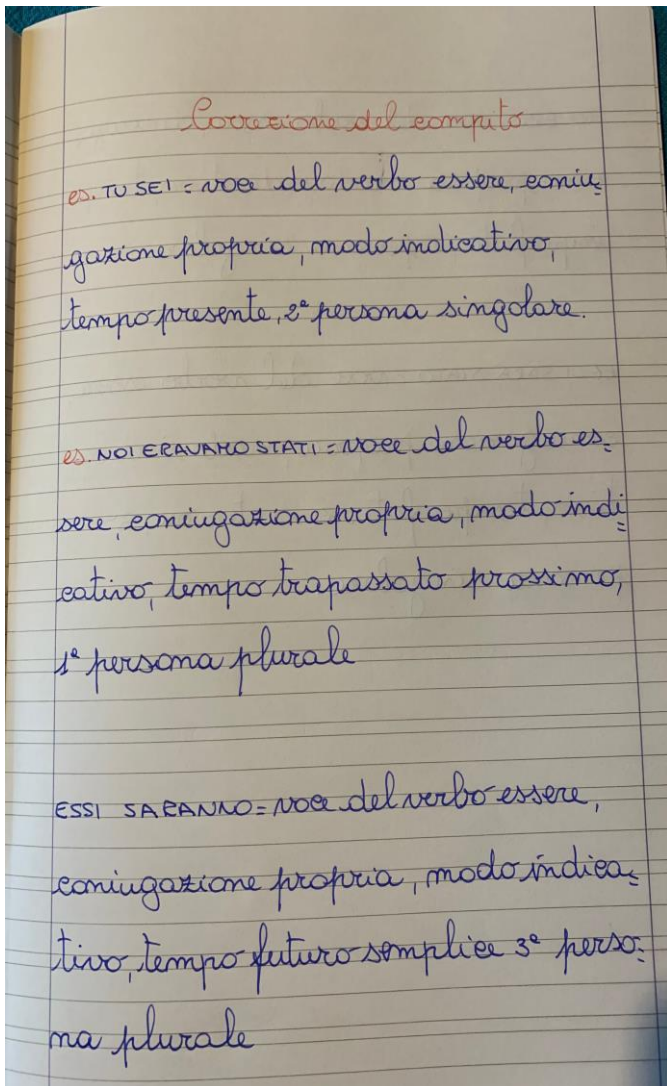 Correzione del compito
es. TU SEI = voce del verbo essere, coniu=
gazione propria, modo indicativo,
tempo presente, 2ª persona singolare.
es. NOI ERAVAMO STATI = voce del verbo es=
sere, coniugazione propria, modo indi=
cativo, tempo trapassato prossimo,
1ª persona plurale
ESSI SARANNO = voce del verbo essere,
coniugazione propria, modo indica=
tivo, tempo futuro semplice 3ª perso=
na plurale